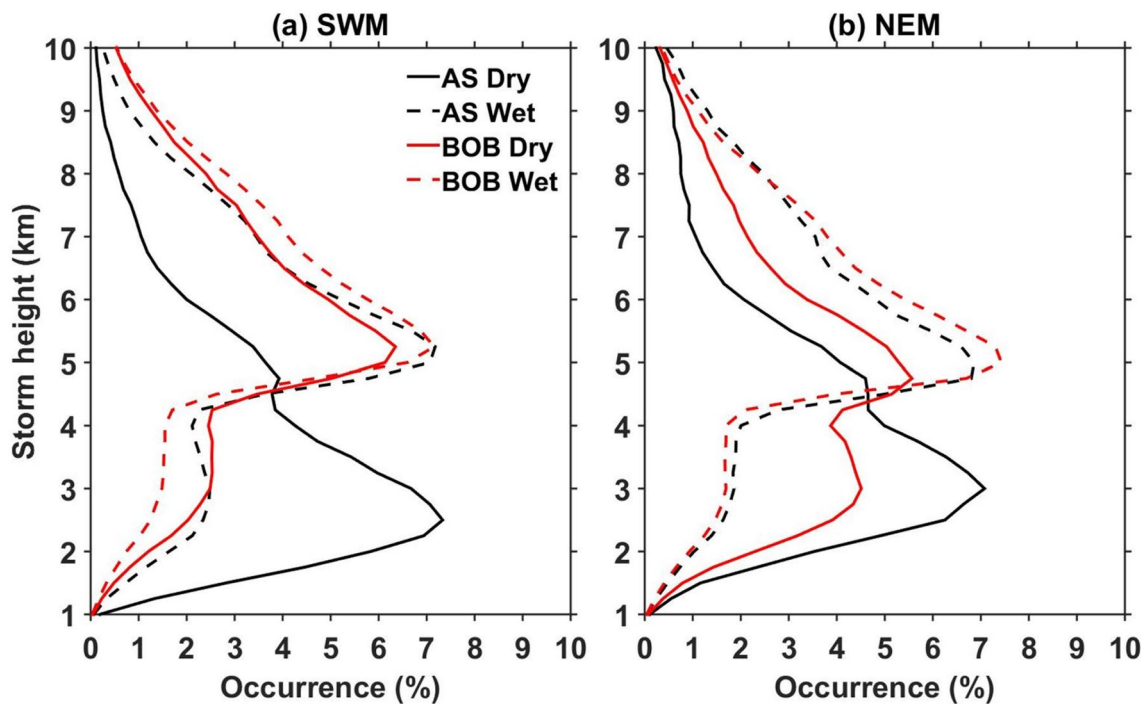 (a) SWM
(b) NEM
AS Dry
AS Wet
BOB Dry
BOB Wet
Storm height (km)
10
9
8
7
6
5
4
3
2
1
0 1 2 3 4 5 6 7 8 9 10
Occurrence (%)
10
9
8
7
6
5
4
3
2
1
0 1 2 3 4 5 6 7 8 9 10
Occurrence (%)